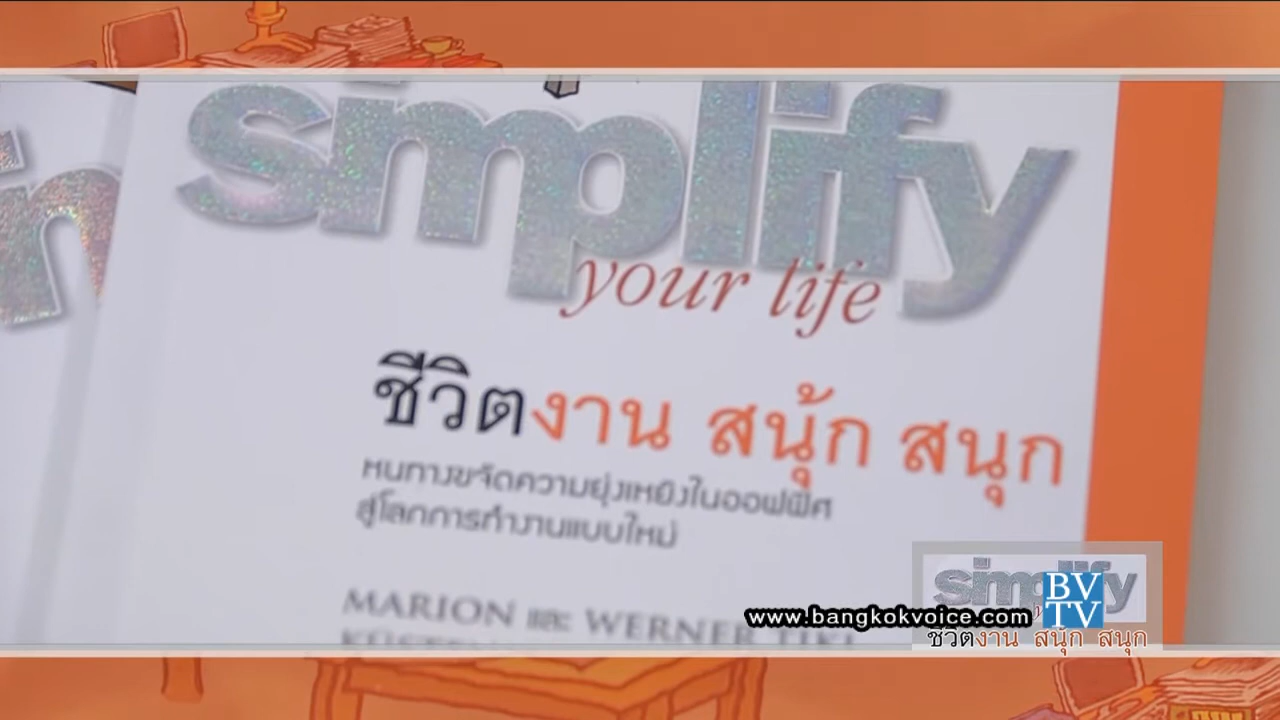 simplify
your life
ชีวิตงาน สนุ้ก สนุก
หนทางขจัดความยุ่งเหยิงในออฟฟิศ
สู่โลกการทำงานแบบใหม่
MARION และ WERNER TIKI
simplify
BV
TV
www.bangkokvoice.com
ชีวิตงาน สนุ้ก สนุก